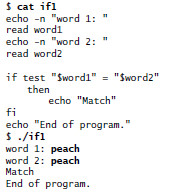 $ cat if1
echo -n "word 1: "
read word1
echo -n "word 2: "
read word2

if test "$word1" = "$word2"
    then
        echo "Match"
fi
echo "End of program."
$ ./if1
word 1: peach
word 2: peach
Match
End of program.